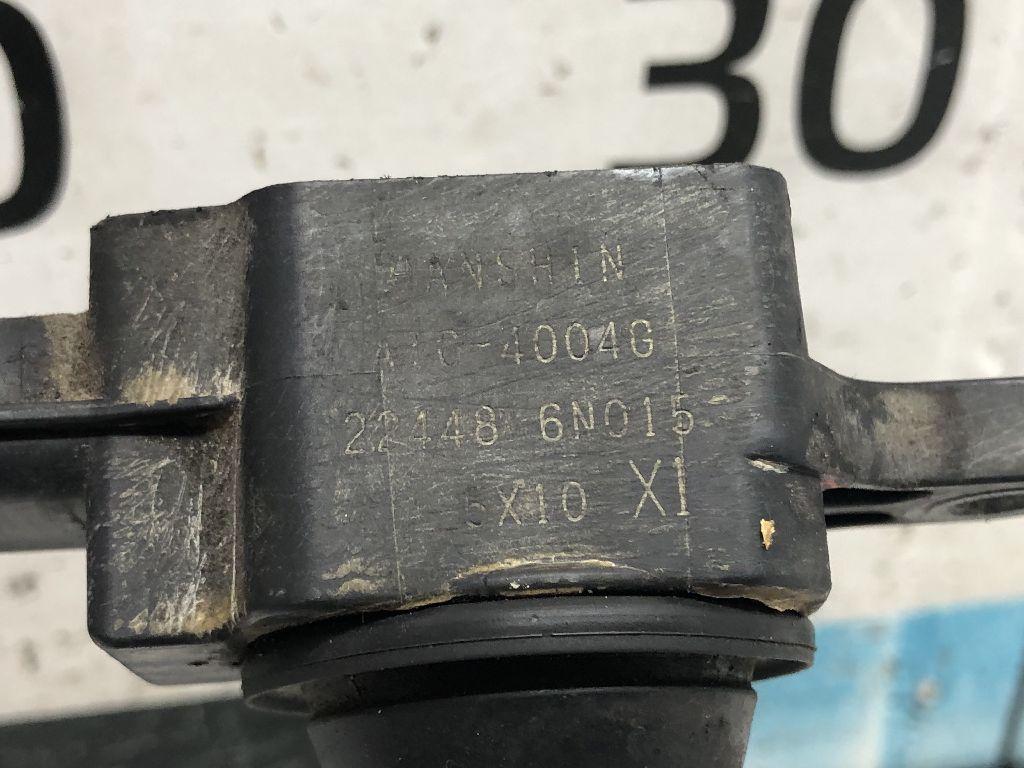 30
HANSHIN
AIC-4004G
22448 6N015
5X10 X1